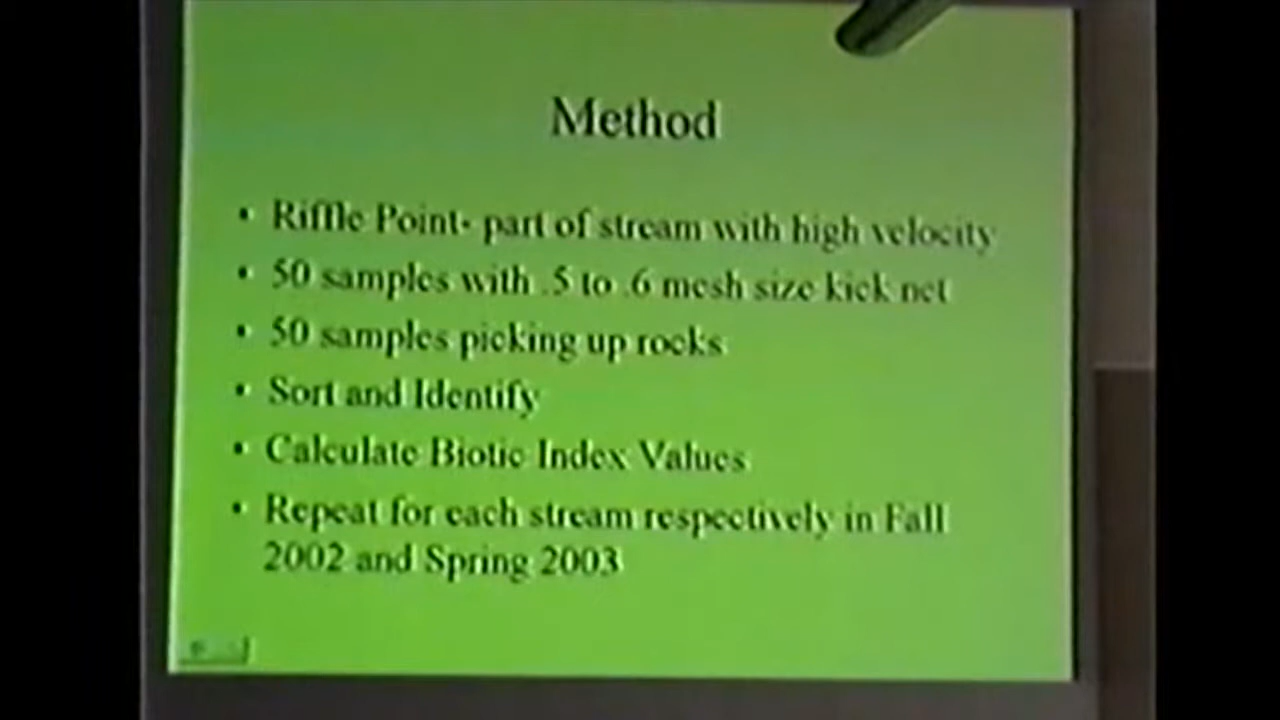 Method
• Riffle Point- part of stream with high velocity
• 50 samples with .5 to .6 mesh size kick net
• 50 samples picking up rocks
• Sort and Identify
• Calculate Biotic Index Values
• Repeat for each stream respectively in Fall
2002 and Spring 2003